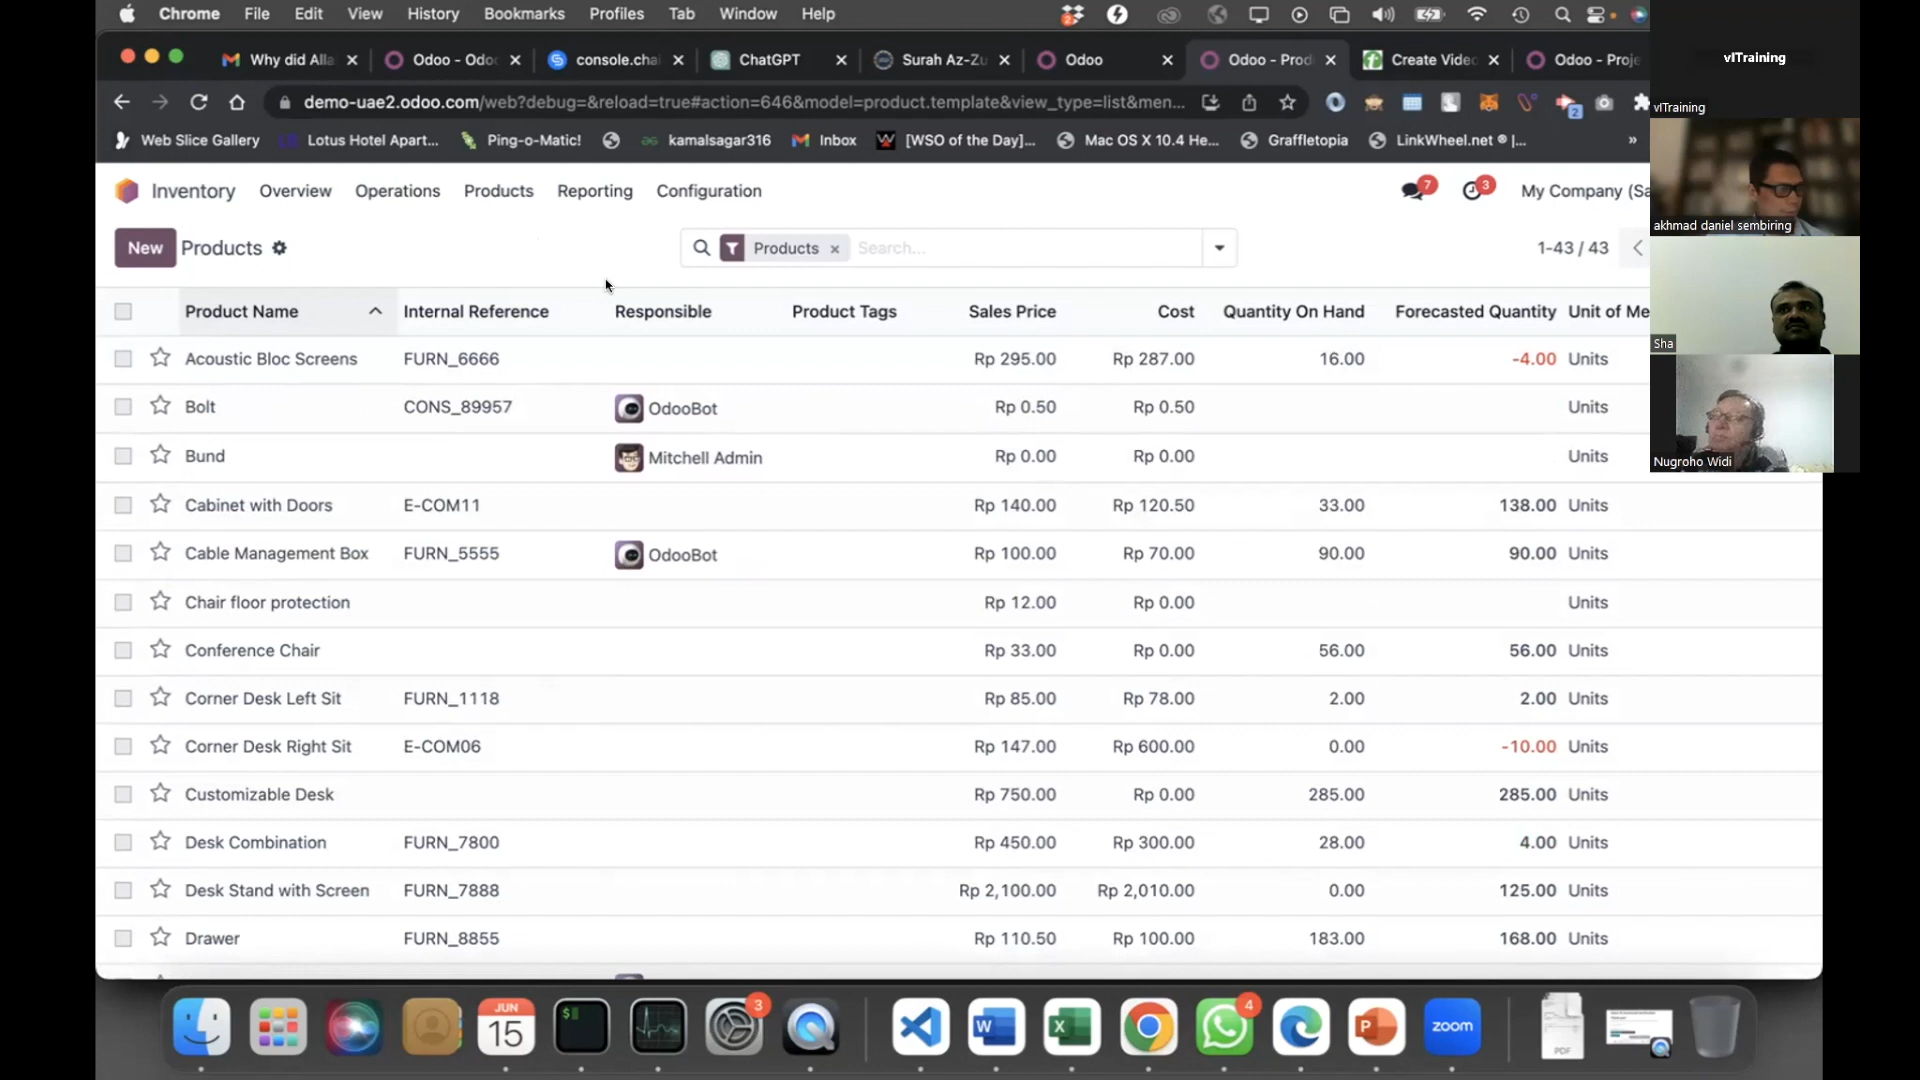 Chrome File Edit View History Bookmarks Profiles Tab Window Help
vITraining
Why did Alla Odoo - Odoo console.chai ChatGPT Surah Az-Zu Odoo Odoo - Prod Create Video Odoo - Proje
demo-uae2.odoo.com/web?debug=&reload=true#action=646&model=product.template&view_type=list&men...
2
vITraining
Web Slice Gallery Lotus Hotel Apart... Ping-o-Matic! kamalsagar316 Inbox [WSO of the Day]... Mac OS X 10.4 He... Graffletopia LinkWheel.net ® |... »
Inventory Overview Operations Products Reporting Configuration 7 3 My Company (Sa
akhmad daniel sembiring
New Products Products × Search... 1-43 / 43
Product Name Internal Reference Responsible Product Tags Sales Price Cost Quantity On Hand Forecasted Quantity Unit of Me
Sha
Acoustic Bloc Screens FURN_6666 Rp 295.00 Rp 287.00 16.00 -4.00 Units
Bolt CONS_89957 OdooBot Rp 0.50 Rp 0.50 Units
Bund Mitchell Admin Rp 0.00 Rp 0.00 Units
Nugroho Widi
Cabinet with Doors E-COM11 Rp 140.00 Rp 120.50 33.00 138.00 Units
Cable Management Box FURN_5555 OdooBot Rp 100.00 Rp 70.00 90.00 90.00 Units
Chair floor protection Rp 12.00 Rp 0.00 Units
Conference Chair Rp 33.00 Rp 0.00 56.00 56.00 Units
Corner Desk Left Sit FURN_1118 Rp 85.00 Rp 78.00 2.00 2.00 Units
Corner Desk Right Sit E-COM06 Rp 147.00 Rp 600.00 0.00 -10.00 Units
Customizable Desk Rp 750.00 Rp 0.00 285.00 285.00 Units
Desk Combination FURN_7800 Rp 450.00 Rp 300.00 28.00 4.00 Units
Desk Stand with Screen FURN_7888 Rp 2,100.00 Rp 2,010.00 0.00 125.00 Units
Drawer FURN_8855 Rp 110.50 Rp 100.00 183.00 168.00 Units
JUN 3 4
15 $ W X P zoom
PDF